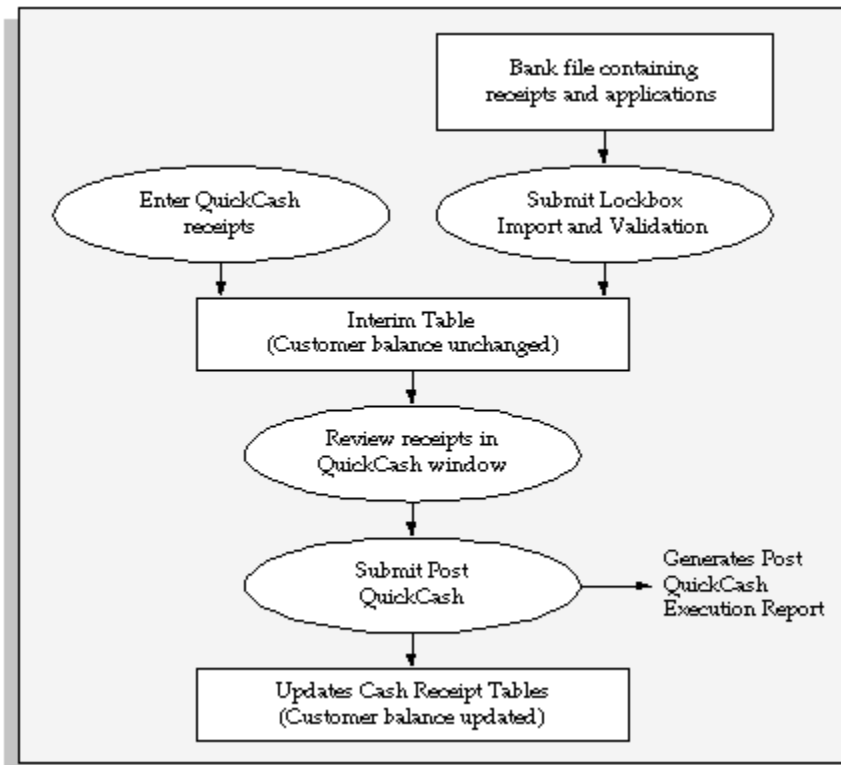 Bank file containing
receipts and applications
Enter QuickCash
receipts
Submit Lockbox
Import and Validation
Interim Table
(Customer balance unchanged)
Review receipts in
QuickCash window
Submit Post
QuickCash
Generates Post
QuickCash
Execution Report
Updates Cash Receipt Tables
(Customer balance updated)